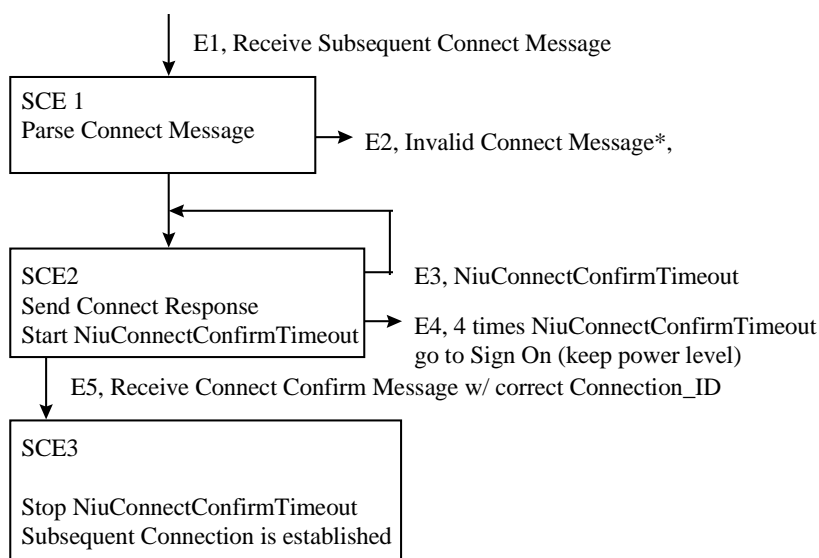 E1, Receive Subsequent Connect Message
SCE 1
Parse Connect Message
E2, Invalid Connect Message*,
SCE2
Send Connect Response
Start NiuConnectConfirmTimeout
E3, NiuConnectConfirmTimeout
E4, 4 times NiuConnectConfirmTimeout
go to Sign On (keep power level)
E5, Receive Connect Confirm Message w/ correct Connection_ID
SCE3
Stop NiuConnectConfirmTimeout
Subsequent Connection is established